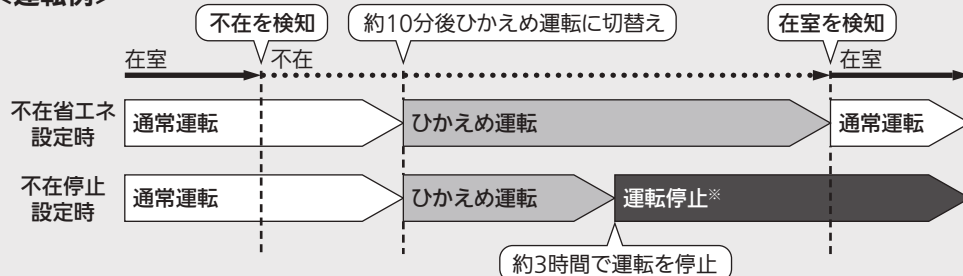 <運転例>
不在を検知
約10分後ひかえめ運転に切替え
在室を検知
在室
不在
在室
不在省エネ
設定時
通常運転
ひかえめ運転
通常運転
不在停止
設定時
通常運転
ひかえめ運転
運転停止※
約3時間で運転を停止